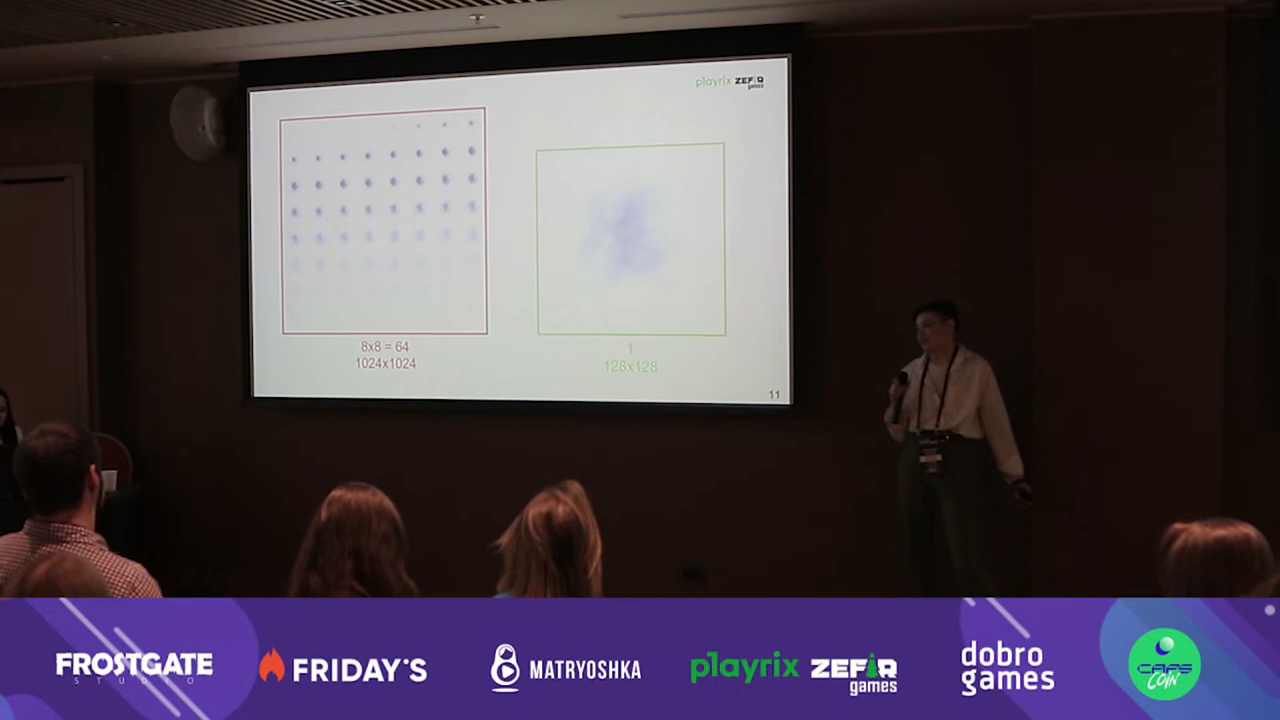 playrix ZEFIR
games
8x8 = 64
1024x1024
1
128x128
11
FROSTGATE
STUDIO
FRIDAY'S
MATRYOSHKA
playrix ZEFIR
games
dobro
games
CAPS
COIN